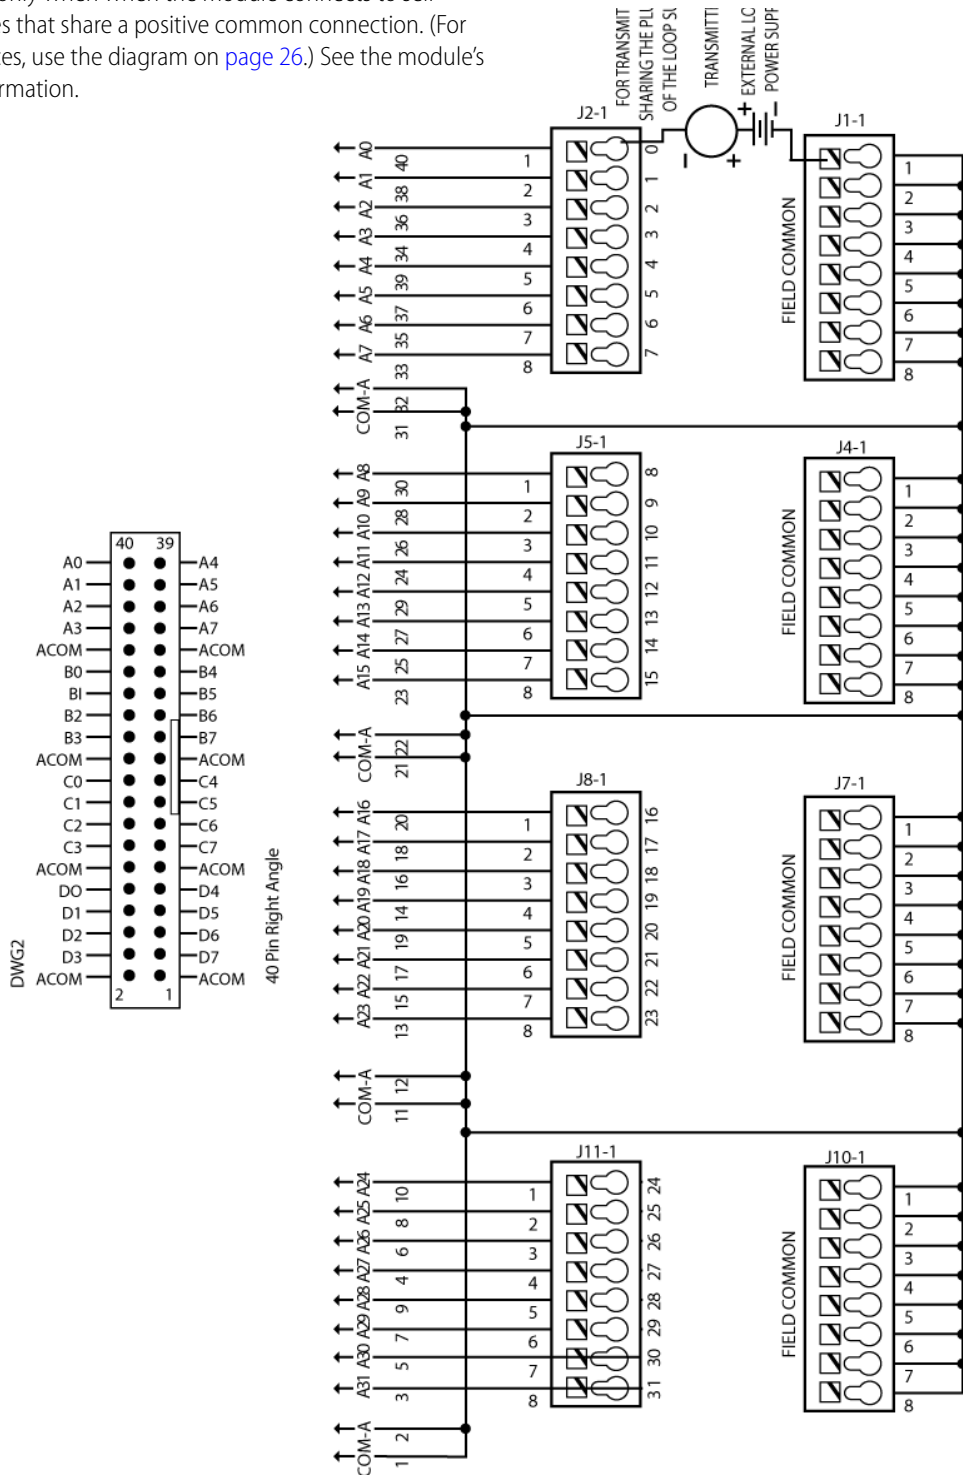 only when when the module connects to self
es that share a positive common connection. (For
es, use the diagram on page 26.) See the module's
rmation.
FOR TRANSMIT
SHARING THE PLU
OF THE LOOP SU
TRANSMITTI
EXTERNAL LO
POWER SUPP
+
-
-
+
J2-1
J1-1
A0 40 1 0
A1 38 2 1
A2 36 3 2
A3 34 4 3
A4 39 5 4
A5 37 6 5
A6 35 7 6
A7 33 8 7
COM-A 32
31
FIELD COMMON
1
2
3
4
5
6
7
8
J5-1
J4-1
A8 30 1 8
A9 28 2 9
A10 26 3 10
A11 24 4 11
A12 29 5 12
A13 27 6 13
A14 25 7 14
A15 23 8 15
COM-A 22
21
FIELD COMMON
1
2
3
4
5
6
7
8
J8-1
J7-1
A16 20 1 16
A17 18 2 17
A18 16 3 18
A19 14 4 19
A20 19 5 20
A21 17 6 21
A22 15 7 22
A23 13 8 23
COM-A 12
11
FIELD COMMON
1
2
3
4
5
6
7
8
J11-1
J10-1
A24 10 1 24
A25 8 2 25
A26 6 3 26
A27 4 4 27
A28 9 5 28
A29 7 6 29
A30 5 7 30
A31 3 8 31
COM-A 2
1
FIELD COMMON
1
2
3
4
5
6
7
8
40 39
A0 A4
A1 A5
A2 A6
A3 A7
ACOM ACOM
B0 B4
BI B5
B2 B6
B3 B7
ACOM ACOM
C0 C4
C1 C5
C2 C6
C3 C7
ACOM ACOM
DO D4
D1 D5
D2 D6
D3 D7
ACOM ACOM
2 1
DWG2
40 Pin Right Angle